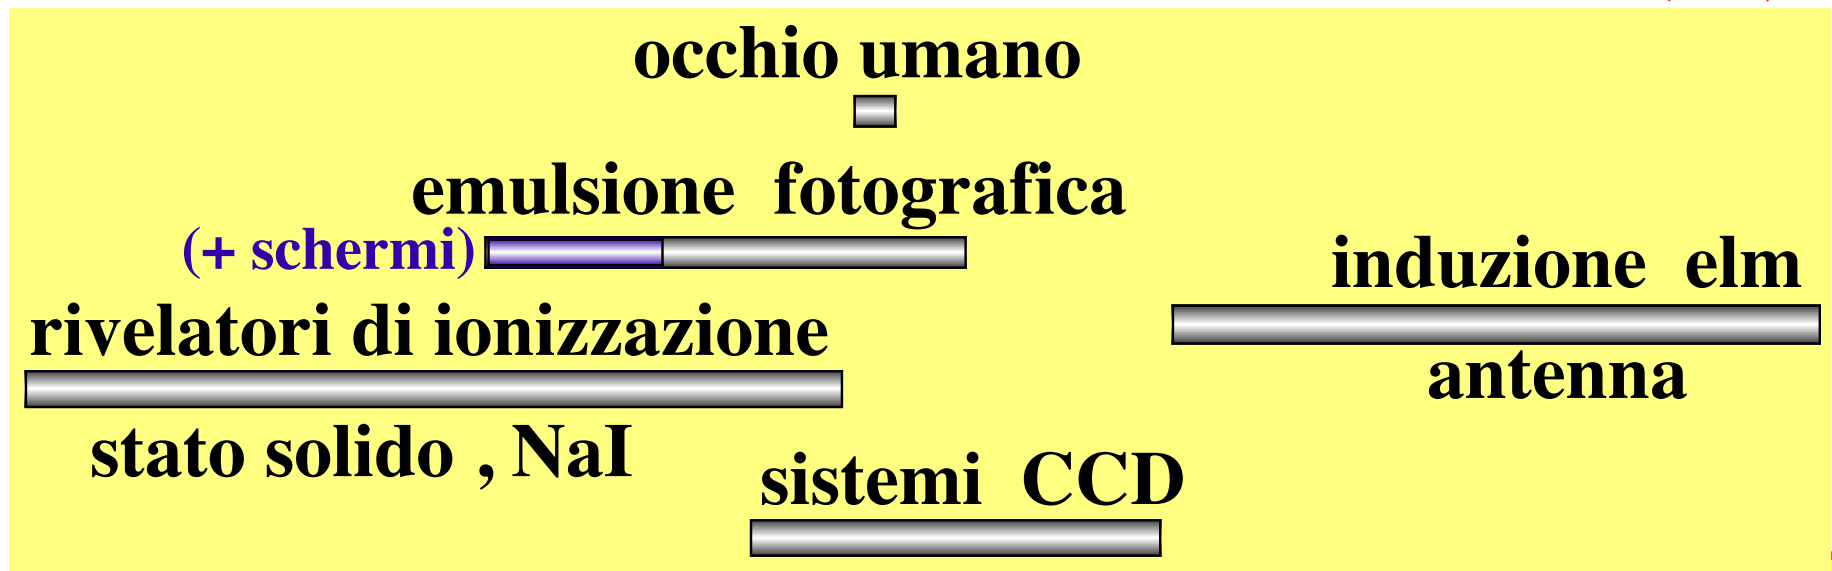 occhio umano
emulsione fotografica
(+ schermi)
induzione elm
rivelatori di ionizzazione
antenna
stato solido , NaI
sistemi CCD